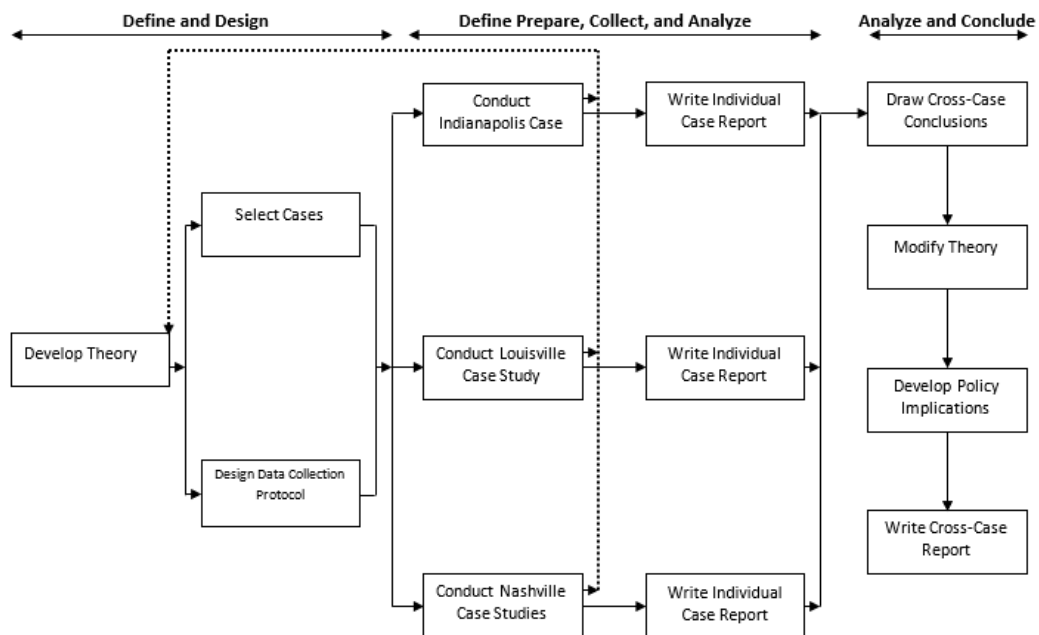 Define and Design
Define Prepare, Collect, and Analyze
Analyze and Conclude
Conduct
Indianapolis Case
Write Individual
Case Report
Draw Cross-Case
Conclusions
Select Cases
Modify Theory
Develop Theory
Conduct Louisville
Case Study
Write Individual
Case Report
Develop Policy
Implications
Design Data Collection
Protocol
Write Cross-Case
Report
Conduct Nashville
Case Studies
Write Individual
Case Report